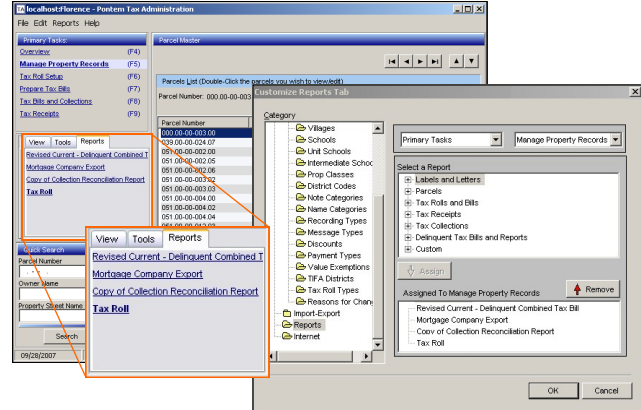 localhost:Florence - Pontem Tax Administration
File Edit Reports Help
Primary Tasks:
Overview (F4)
Manage Property Records (F5)
Tax Roll Setup (F6)
Prepare Tax Bills (F7)
Tax Bills and Collections (F8)
Tax Receipts (F9)
View Tools Reports
Revised Current - Delinquent Combined T
Mortgage Company Export
Copy of Collection Reconciliation Report
Tax Roll
Quick Search
Parcel Number
Owner Name
Property Street Name
Search
09/28/2007
Parcel Master
Parcels List (Double-Click the parcels you wish to view/edit)
Parcel Number: 000.00-00-003
Parcel Number
000.00-00-003.00
039.00-00-024.07
051.00-00-002.00
051.00-00-002.05
051.00-00-002.06
051.00-00-003.00
051.00-00-003.03
051.00-00-004.00
051.00-00-004.02
051.00-00-004.04
View Tools Reports
Revised Current - Delinquent Combined T
Mortgage Company Export
Copy of Collection Reconciliation Report
Tax Roll
Customize Reports Tab
Category
Villages
Schools
Unit Schools
Intermediate Schoo
Prop Classes
District Codes
Note Categories
Name Categories
Recording Types
Message Types
Discounts
Payment Types
Value Exemptions
TIFA Districts
Tax Roll Types
Reasons for Chan
Import-Export
Reports
Internet
Primary Tasks Manage Property Records
Select a Report
Labels and Letters
Parcels
Tax Rolls and Bills
Tax Receipts
Tax Collections
Delinquent Tax Bills and Reports
Custom
Assign
Assigned To Manage Property Records Remove
Revised Current - Delinquent Combined Tax Bill
Mortgage Company Export
Copy of Collection Reconciliation Report
Tax Roll
OK Cancel